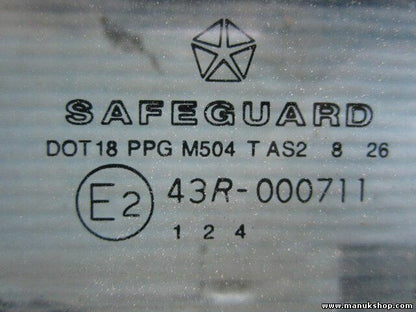 SAFEGUARD
DOT18 PPG M504 T AS2 8 26
E2 43R-000711
1 2 4
www.manukshop.com